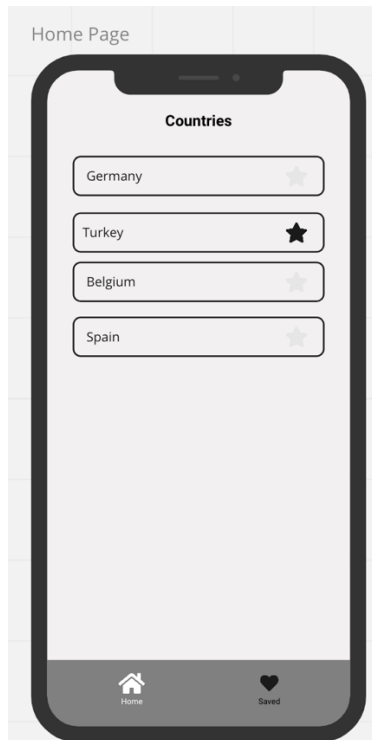 Home Page
Countries
Germany
Turkey
Belgium
Spain
Home
Saved